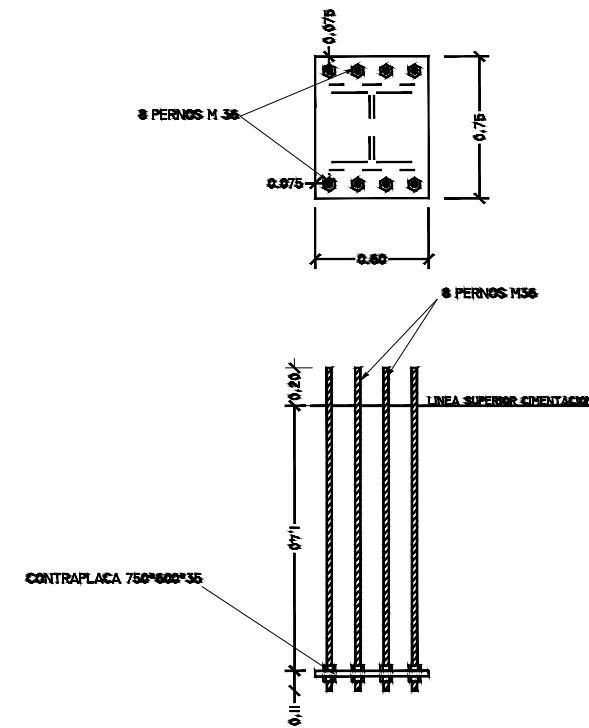 0.075
8 PERNOS M 36
0,75
0.075
0.60
8 PERNOS M36
0,20
LINEA SUPERIOR CIMENTACION
1,40
CONTRAPLACA 750*600*35
0,11